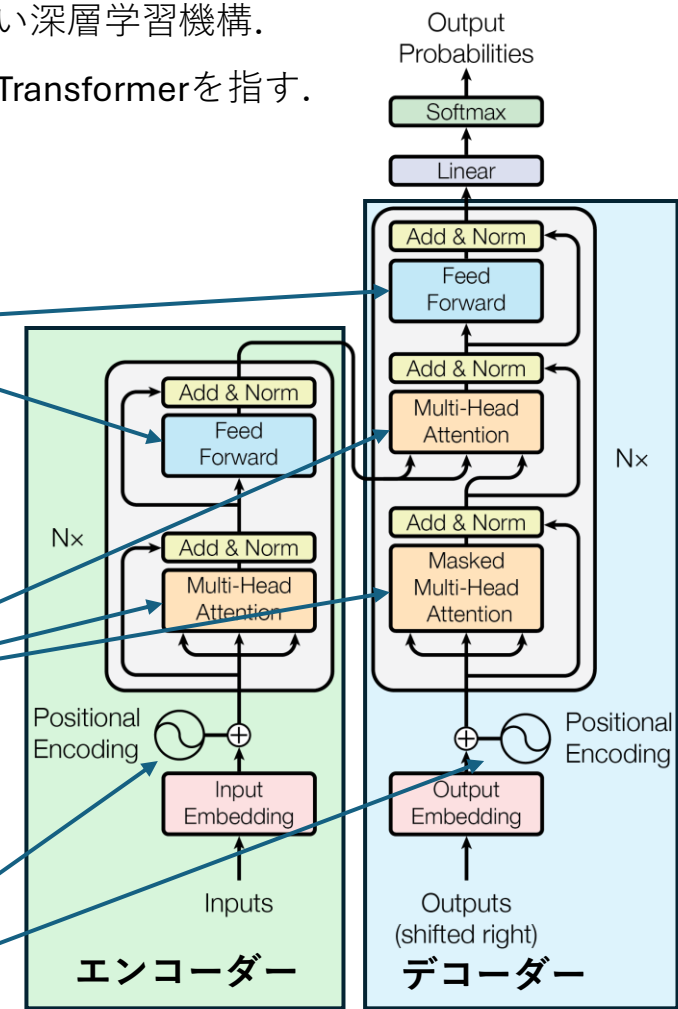 い深層学習機構.
Transformerを指す.
Output
Probabilities
Softmax
Linear
Add & Norm
Feed
Forward
Add & Norm
Multi-Head
Attention
N×
Add & Norm
Masked
Multi-Head
Attention
Positional
Encoding
Output
Embedding
Outputs
(shifted right)
デコーダー
Add & Norm
Feed
Forward
N×
Add & Norm
Multi-Head
Attention
Positional
Encoding
Input
Embedding
Inputs
エンコーダー